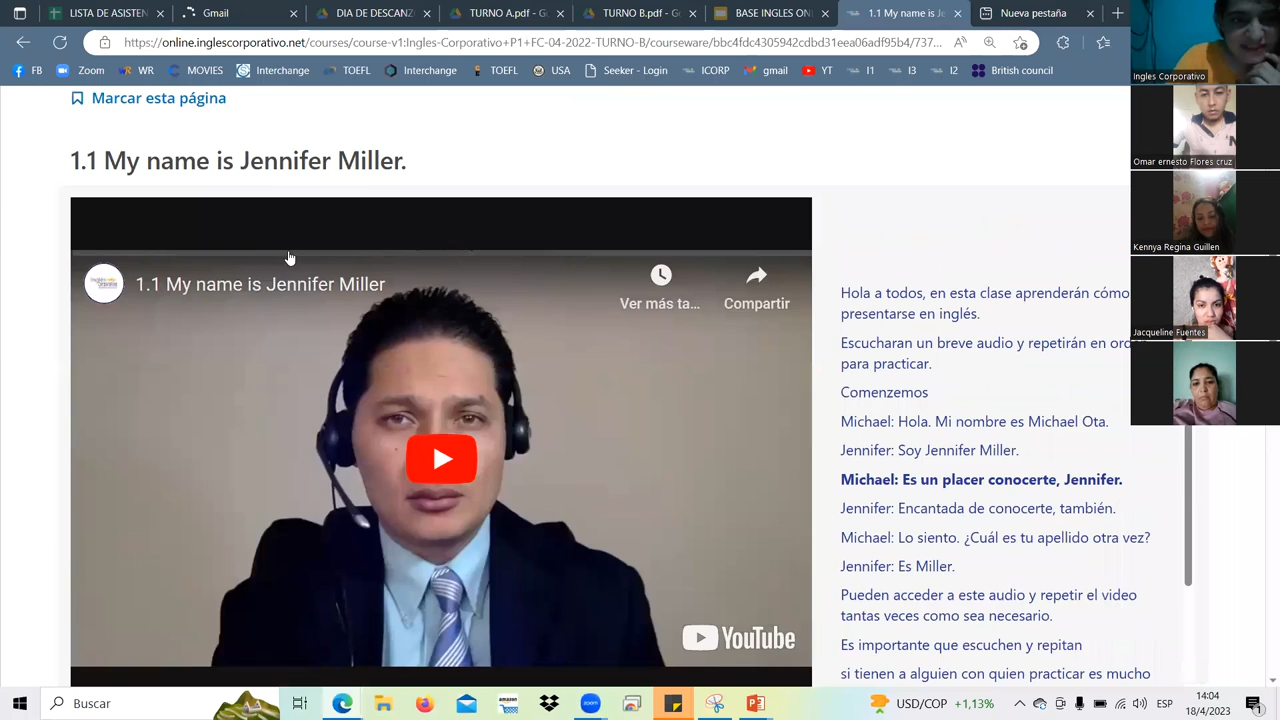 LISTA DE ASISTEN
Gmail
DIA DE DESCANZ
TURNO A.pdf - G
TURNO B.pdf - G
BASE INGLES ON
1.1 My name is Je
Nueva pestaña
https://online.inglescorporativo.net/courses/course-v1:Ingles-Corporativo+P1+FC-04-2022-TURNO-B/courseware/bbc4fdc4305942cdbd31eea06adf95b4/737...
FB
Zoom
WR
MOVIES
Interchange
TOEFL
Interchange
TOEFL
USA
Seeker - Login
ICORP
gmail
YT
I1
I3
I2
British council
Marcar esta página
1.1 My name is Jennifer Miller.
1.1 My name is Jennifer Miller
Ver más ta...
Compartir
YouTube
Hola a todos, en esta clase aprenderán cómo
presentarse en inglés.
Escucharan un breve audio y repetirán en orden
para practicar.
Comenzemos
Michael: Hola. Mi nombre es Michael Ota.
Jennifer: Soy Jennifer Miller.
Michael: Es un placer conocerte, Jennifer.
Jennifer: Encantada de conocerte, también.
Michael: Lo siento. ¿Cuál es tu apellido otra vez?
Jennifer: Es Miller.
Pueden acceder a este audio y repetir el video
tantas veces como sea necesario.
Es importante que escuchen y repitan
si tienen a alguien con quien practicar es mucho
Ingles Corporativo
Omar ernesto Flores cruz
Kennya Regina Guillen
Jacqueline Fuentes
Buscar
amazon
USD/COP +1,13%
ESP
14:04
18/4/2023
1